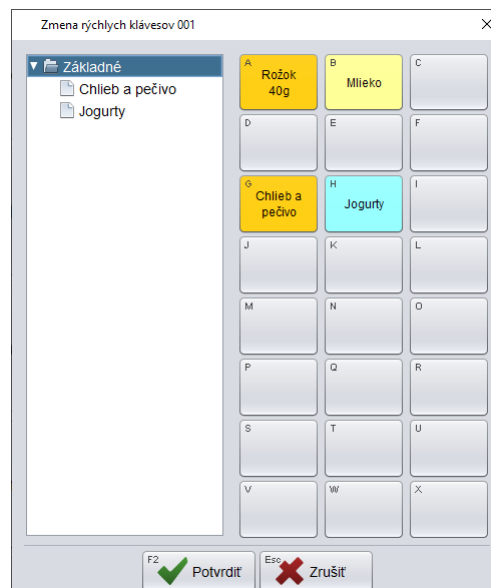 Zmena rýchlych klávesov 001
Základné
Chlieb a pečivo
Jogurty
A
Rožok
40g
B
Mlieko
C
D
E
F
G
Chlieb a
pečivo
H
Jogurty
I
J
K
L
M
N
O
P
Q
R
S
T
U
V
W
X
F2 Potvrdiť
Esc Zrušiť